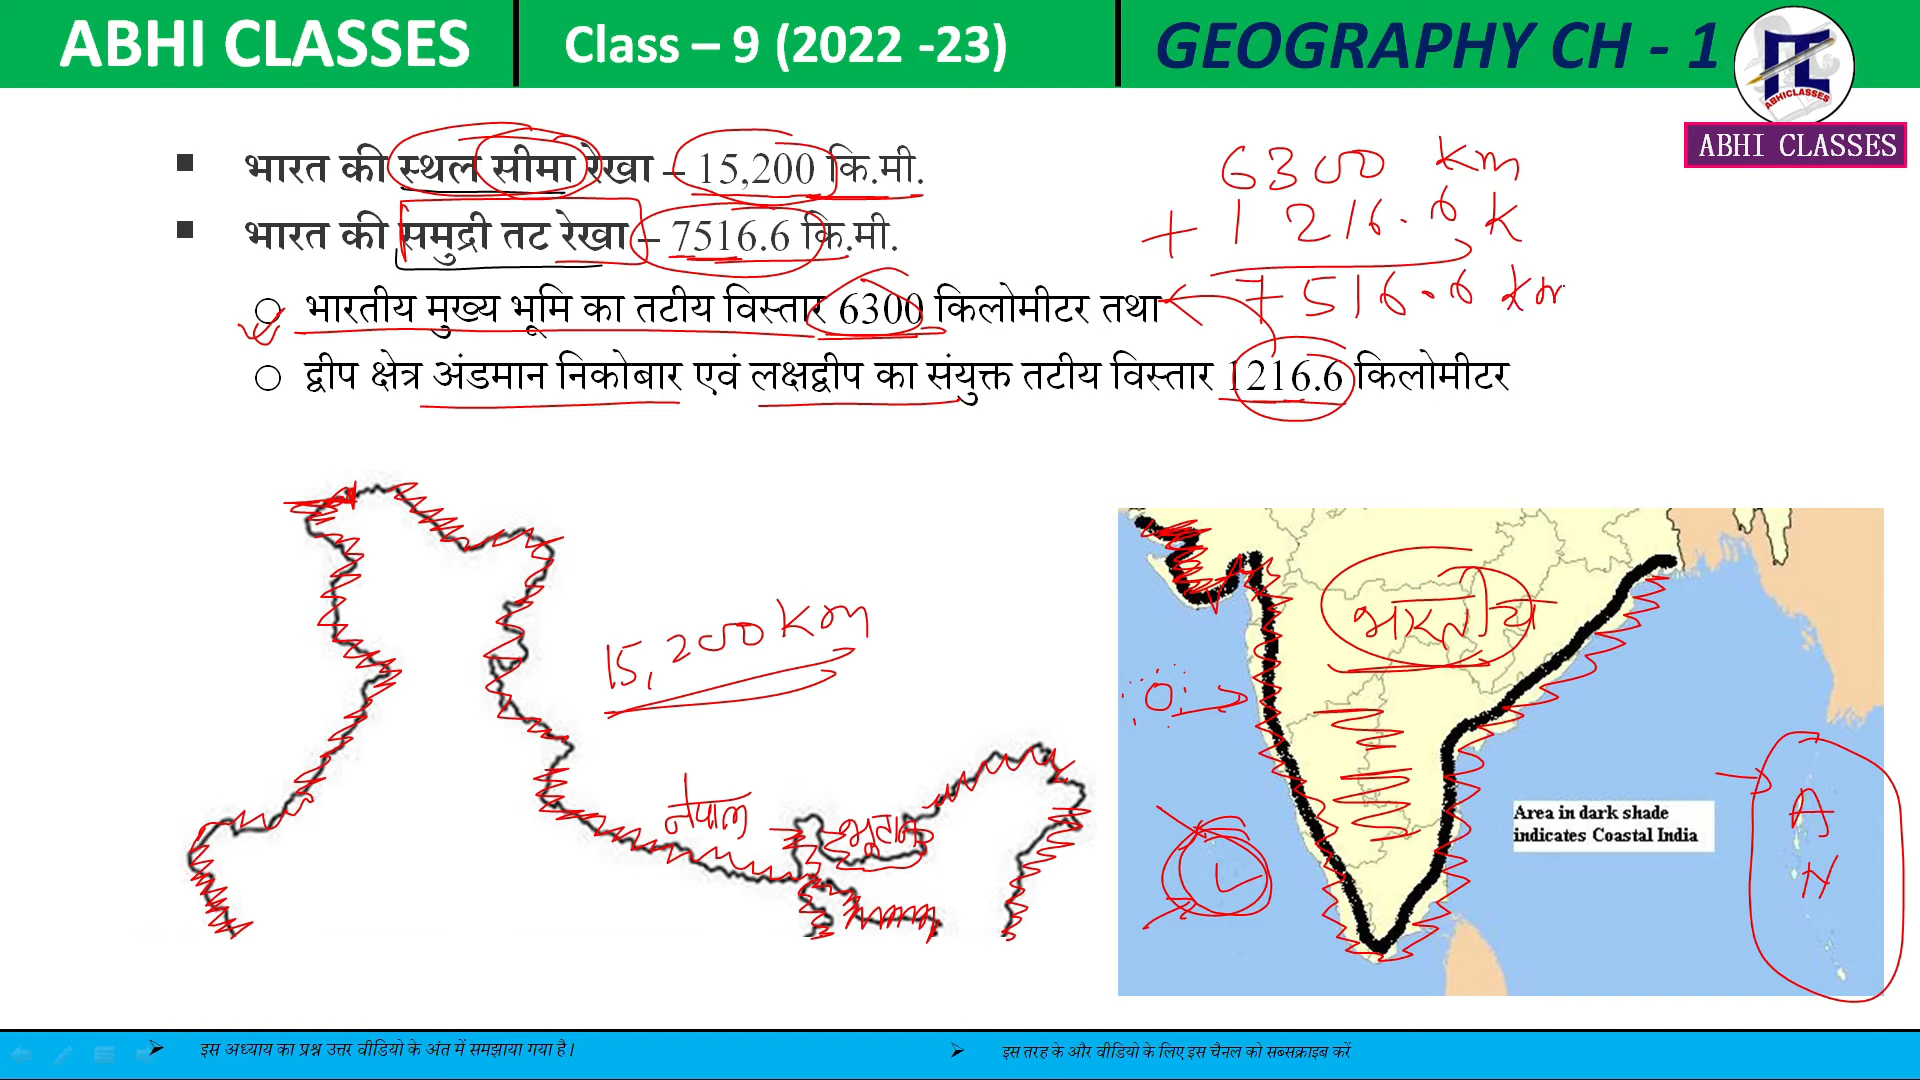 ABHI CLASSES
Class – 9 (2022 -23)
GEOGRAPHY CH - 1
ABHICLASSES
ABHI CLASSES
भारत की स्थल सीमा रेखा – 15,200 कि.मी.
भारत की समुद्री तट रेखा – 7516.6 कि.मी.
भारतीय मुख्य भूमि का तटीय विस्तार 6300 किलोमीटर तथा
द्वीप क्षेत्र अंडमान निकोबार एवं लक्षद्वीप का संयुक्त तटीय विस्तार 1216.6 किलोमीटर
6300 km
+ 1216.6 k
7516.6 km
15,200 km
नेपाल
भूटान
भारतीय
L
A
N
Area in dark shade
indicates Coastal India
इस अध्याय का प्रश्न उत्तर वीडियो के अंत में समझाया गया है।
इस तरह के और वीडियो के लिए इस चैनल को सब्सक्राइब करें